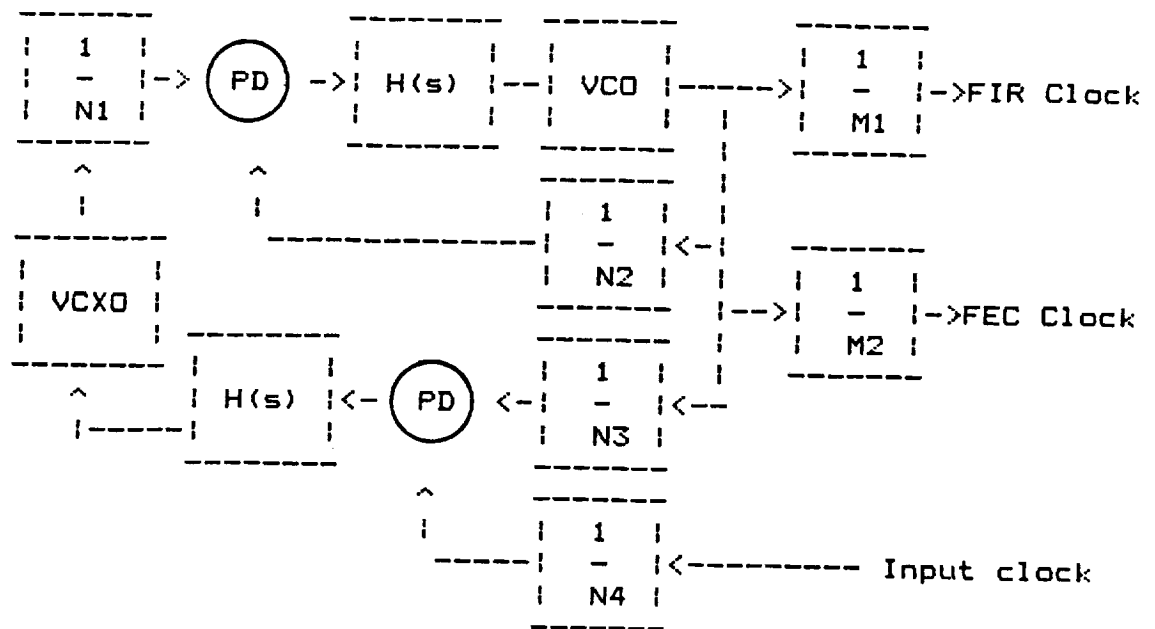 1
—
N1
PD
H(s)
VCO
1
—
M1
FIR Clock
1
—
N2
VCXO
1
—
M2
FEC Clock
H(s)
PD
1
—
N3
1
—
N4
Input clock